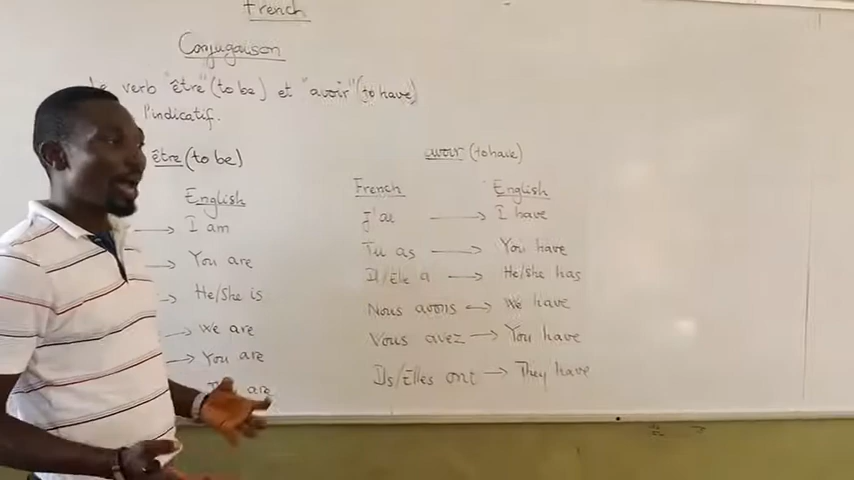 French
Conjugaison
verb "être" (to be) et "avoir" (to have)
l'indicatif.
être (to be)
English
→ I am
→ You are
→ He/She is
→ We are
→ You are
are
avoir (to have)
French English
J'ai → I have
Tu as → You have
Il/Elle a → He/She has
Nous avons ↔ We have
Vous avez → You have
Ils/Elles ont → They have